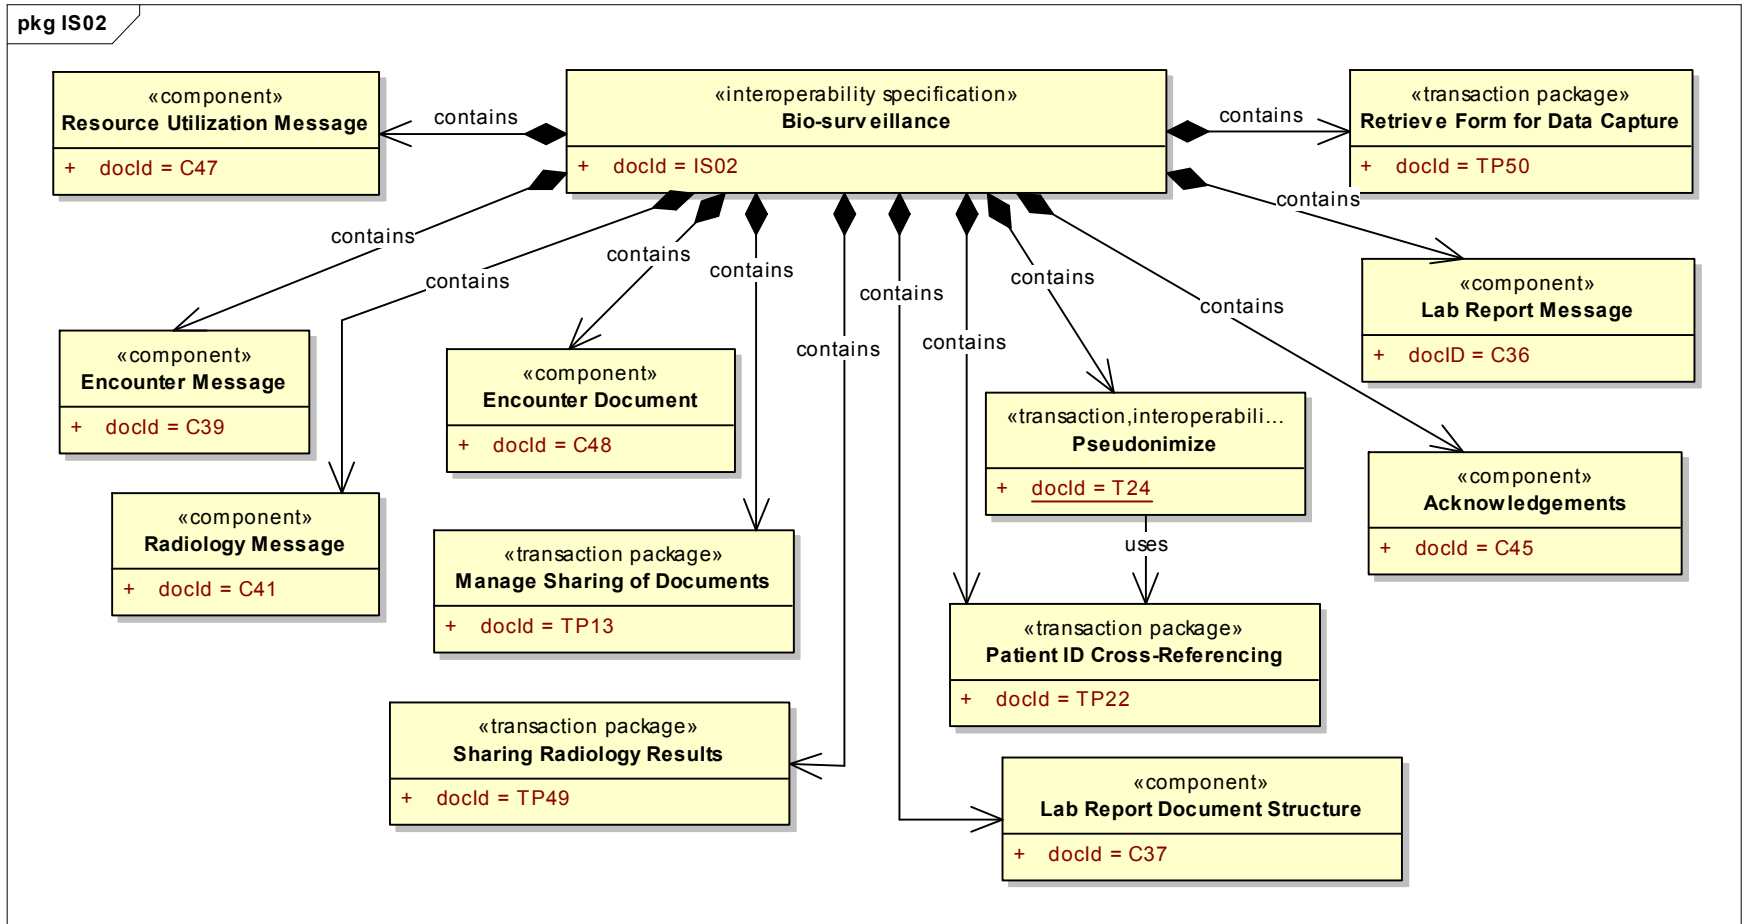 pkg IS02
«component»
Resource Utilization Message
+ docId = C47
contains
«interoperability specification»
Bio-surveillance
+ docId = IS02
contains
«transaction package»
Retrieve Form for Data Capture
+ docId = TP50
contains
contains
contains
contains
contains
contains
contains
contains
contains
contains
«component»
Lab Report Message
+ docID = C36
«component»
Encounter Message
+ docId = C39
«component»
Encounter Document
+ docId = C48
«transaction,interoperabili...
Pseudonimize
+ docId = T24
«component»
Acknowledgements
+ docId = C45
«component»
Radiology Message
+ docId = C41
«transaction package»
Manage Sharing of Documents
+ docId = TP13
uses
«transaction package»
Patient ID Cross-Referencing
+ docId = TP22
«transaction package»
Sharing Radiology Results
+ docId = TP49
«component»
Lab Report Document Structure
+ docId = C37